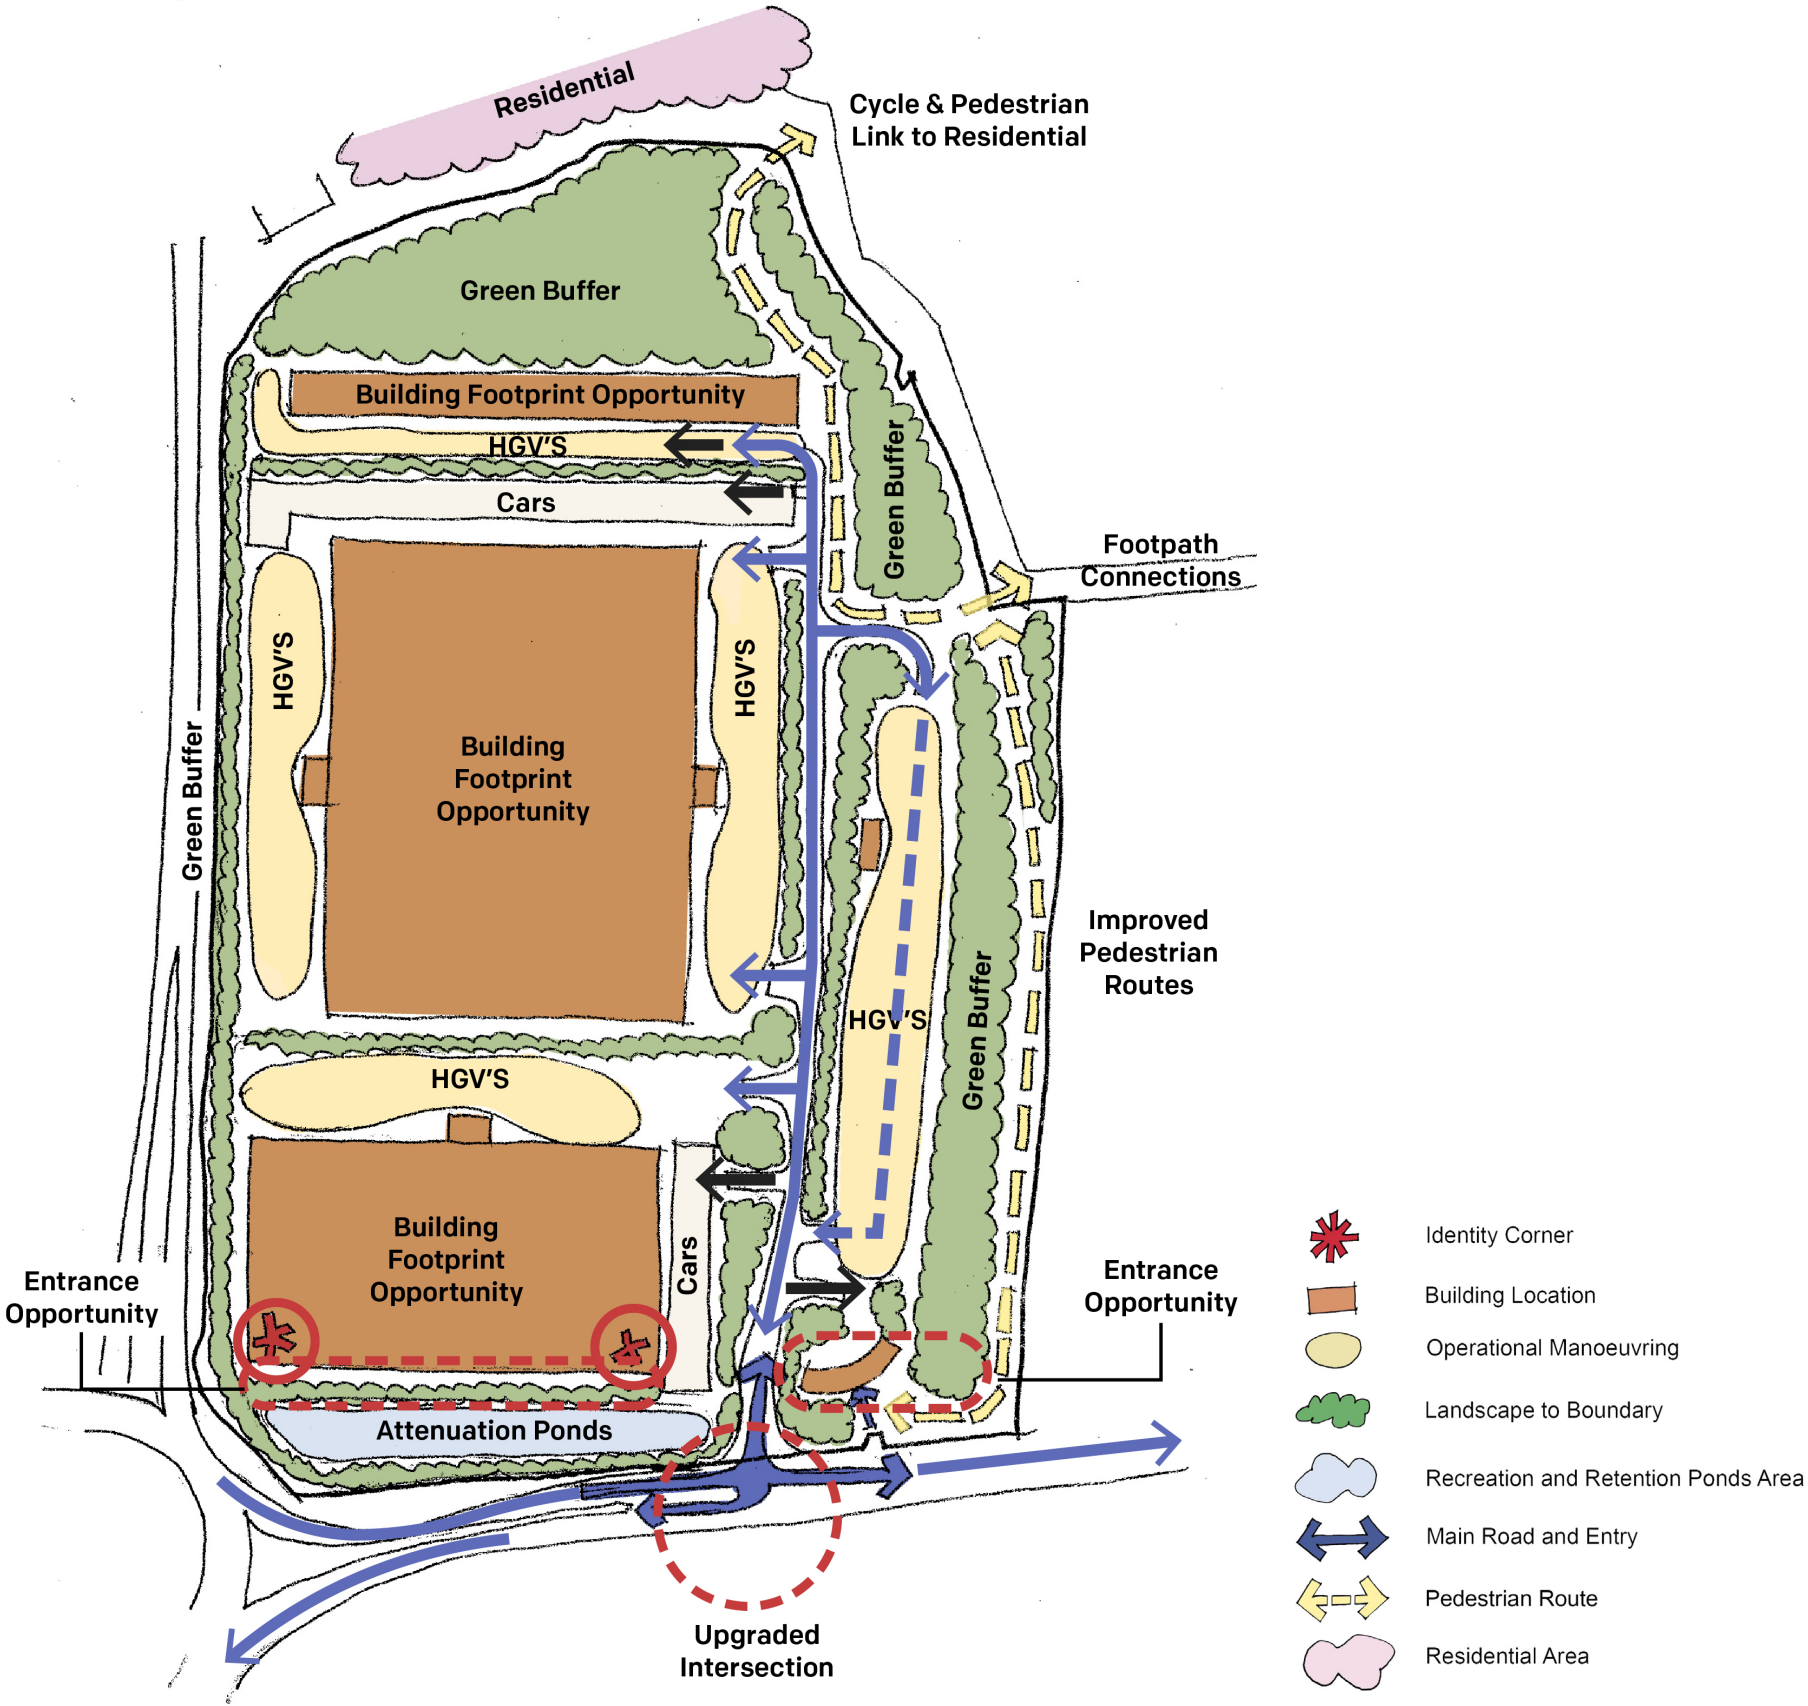 Residential
Cycle & Pedestrian
Link to Residential
Green Buffer
Building Footprint Opportunity
HGV'S
Cars
Green Buffer
Footpath
Connections
HGV'S
HGV'S
Green Buffer
Building
Footprint
Opportunity
Improved
Pedestrian
Routes
HGV'S
Green Buffer
HGV'S
Building
Footprint
Opportunity
Cars
Entrance
Opportunity
Entrance
Opportunity
Attenuation Ponds
Upgraded
Intersection
Identity Corner
Building Location
Operational Manoeuvring
Landscape to Boundary
Recreation and Retention Ponds Area
Main Road and Entry
Pedestrian Route
Residential Area